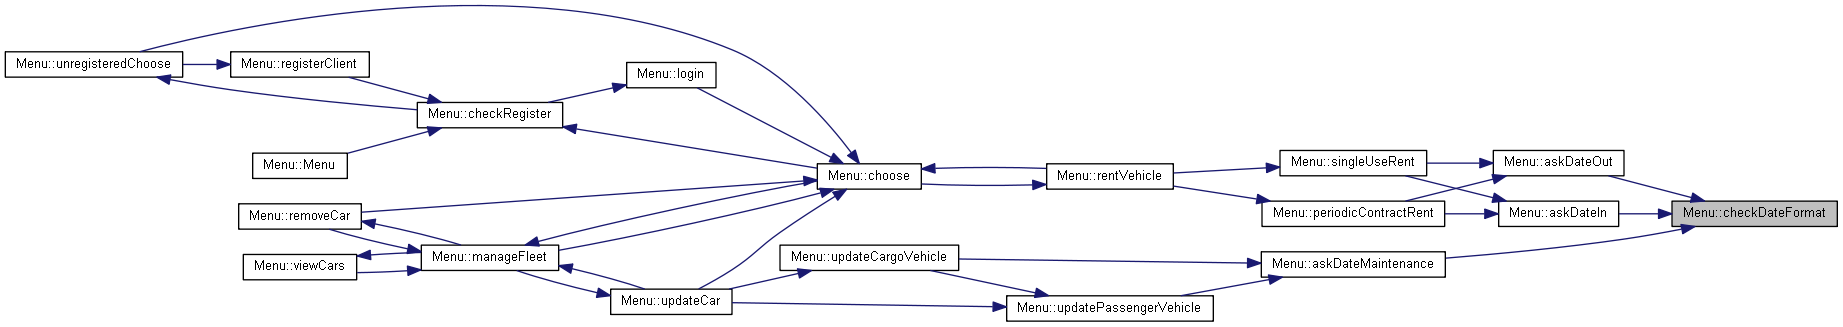 Menu::unregisteredChoose
Menu::registerClient
Menu::login
Menu::checkRegister
Menu::Menu
Menu::choose
Menu::rentVehicle
Menu::singleUseRent
Menu::askDateOut
Menu::removeCar
Menu::periodicContractRent
Menu::askDateIn
Menu::checkDateFormat
Menu::viewCars
Menu::manageFleet
Menu::updateCargoVehicle
Menu::askDateMaintenance
Menu::updateCar
Menu::updatePassengerVehicle